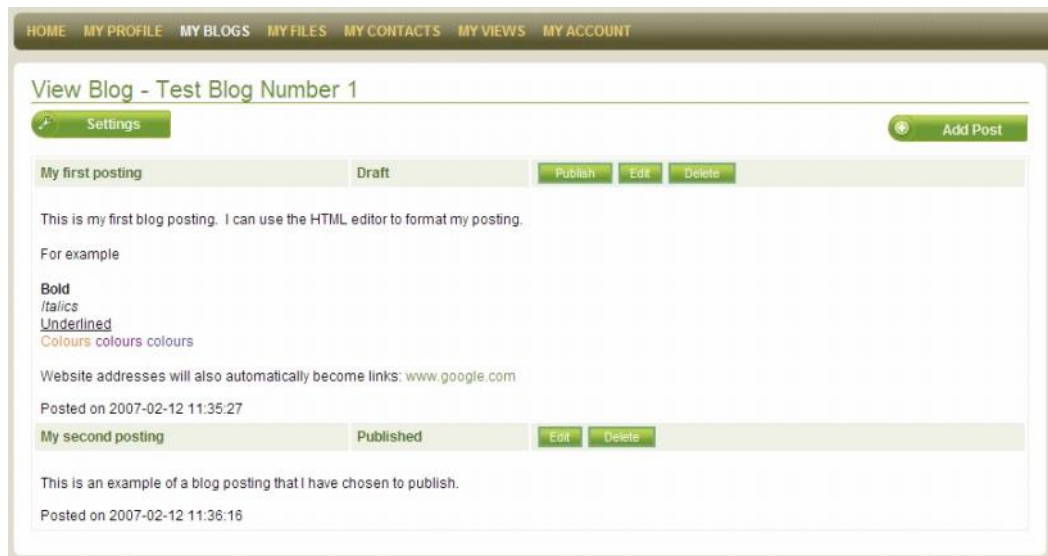 HOME MY PROFILE MY BLOGS MY FILES MY CONTACTS MY VIEWS MY ACCOUNT
View Blog - Test Blog Number 1
Settings
Add Post
My first posting Draft Publish Edit Delete
This is my first blog posting. I can use the HTML editor to format my posting.
For example
Bold
Italics
Underlined
Colours colours colours
Website addresses will also automatically become links: www.google.com
Posted on 2007-02-12 11:35:27
My second posting Published Edit Delete
This is an example of a blog posting that I have chosen to publish.
Posted on 2007-02-12 11:36:16